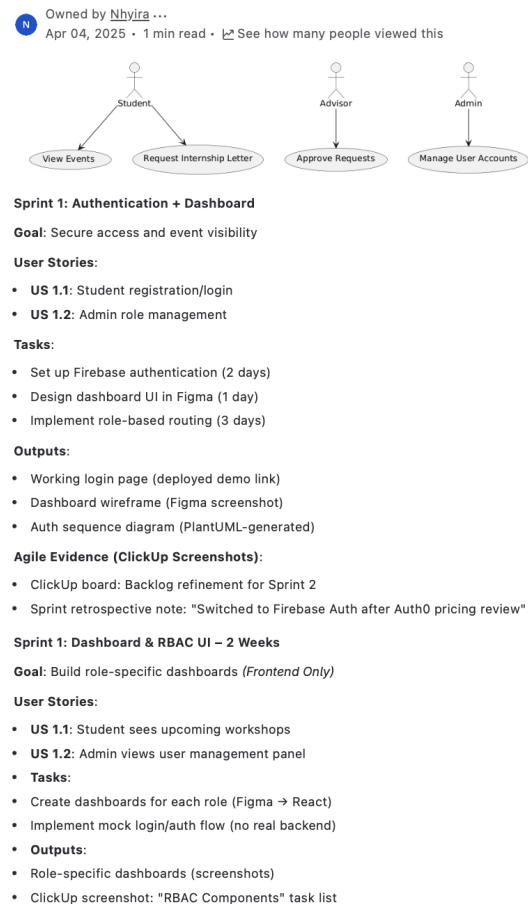 N
Owned by Nhyira ...
Apr 04, 2025 • 1 min read • See how many people viewed this
Student
Advisor
Admin
View Events
Request Internship Letter
Approve Requests
Manage User Accounts
Sprint 1: Authentication + Dashboard
Goal: Secure access and event visibility
User Stories:
• US 1.1: Student registration/login
• US 1.2: Admin role management
Tasks:
• Set up Firebase authentication (2 days)
• Design dashboard UI in Figma (1 day)
• Implement role-based routing (3 days)
Outputs:
• Working login page (deployed demo link)
• Dashboard wireframe (Figma screenshot)
• Auth sequence diagram (PlantUML-generated)
Agile Evidence (ClickUp Screenshots):
• ClickUp board: Backlog refinement for Sprint 2
• Sprint retrospective note: "Switched to Firebase Auth after Auth0 pricing review"
Sprint 1: Dashboard & RBAC UI – 2 Weeks
Goal: Build role-specific dashboards (Frontend Only)
User Stories:
• US 1.1: Student sees upcoming workshops
• US 1.2: Admin views user management panel
• Tasks:
• Create dashboards for each role (Figma → React)
• Implement mock login/auth flow (no real backend)
• Outputs:
• Role-specific dashboards (screenshots)
• ClickUp screenshot: "RBAC Components" task list